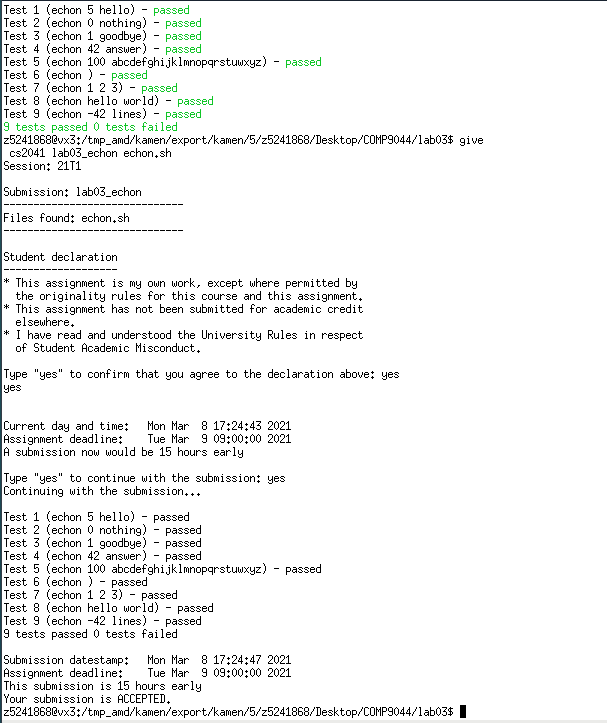 Test 1 (echon 5 hello) - passed
Test 2 (echon 0 nothing) - passed
Test 3 (echon 1 goodbye) - passed
Test 4 (echon 42 answer) - passed
Test 5 (echon 100 abcdefghijklmnopqrstuvwxyz) - passed
Test 6 (echon ) - passed
Test 7 (echon 1 2 3) - passed
Test 8 (echon hello world) - passed
Test 9 (echon -42 lines) - passed
9 tests passed 0 tests failed
z5241868@vx3:/tmp_amd/kamen/export/kamen/5/z5241868/Desktop/COMP9044/lab03$ give
cs2041 lab03_echon echon.sh
Session: 21T1
Submission: lab03_echon
------------------------------
Files found: echon.sh
------------------------------
Student declaration
-------------------
* This assignment is my own work, except where permitted by
the originality rules for this course and this assignment.
* This assignment has not been submitted for academic credit
elsewhere.
* I have read and understood the University Rules in respect
of Student Academic Misconduct.
Type "yes" to confirm that you agree to the declaration above: yes
yes
Current day and time:   Mon Mar  8 17:24:43 2021
Assignment deadline:    Tue Mar  9 09:00:00 2021
A submission now would be 15 hours early
Type "yes" to continue with the submission: yes
Continuing with the submission...
Test 1 (echon 5 hello) - passed
Test 2 (echon 0 nothing) - passed
Test 3 (echon 1 goodbye) - passed
Test 4 (echon 42 answer) - passed
Test 5 (echon 100 abcdefghijklmnopqrstuvwxyz) - passed
Test 6 (echon ) - passed
Test 7 (echon 1 2 3) - passed
Test 8 (echon hello world) - passed
Test 9 (echon -42 lines) - passed
9 tests passed 0 tests failed
Submission datestamp:   Mon Mar  8 17:24:47 2021
Assignment deadline:    Tue Mar  9 09:00:00 2021
This submission is 15 hours early
Your submission is ACCEPTED.
z5241868@vx3:/tmp_amd/kamen/export/kamen/5/z5241868/Desktop/COMP9044/lab03$